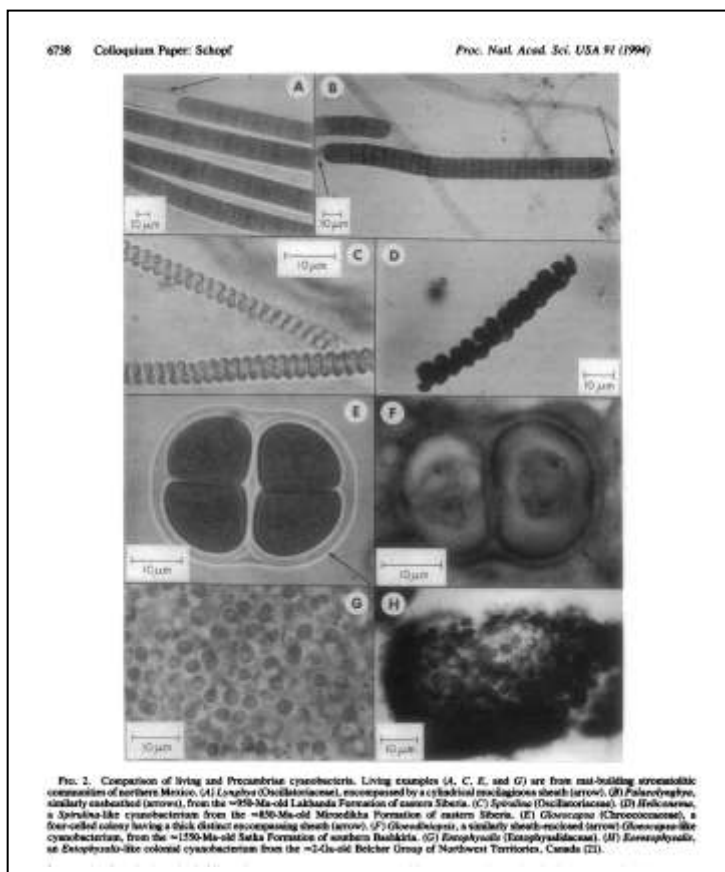 6738 Colloquium Paper: Schopf
Proc. Natl. Acad. Sci. USA 91 (1994)
A
B
10 μm
10 μm
C
10 μm
D
10 μm
E
F
10 μm
10 μm
G
H
10 μm
10 μm
FIG. 2. Comparison of living and Precambrian cyanobacteria. Living examples (A, C, E, and G) are from mat-building stromatolitic
communities of northern Mexico. (A) Lyngbya (Oscillatoriaceae), encompassed by a cylindrical mucilaginous sheath (arrow). (B) Palaeolyngbya,
similarly ensheathed (arrows), from the ≈950-Ma-old Lakhanda Formation of eastern Siberia. (C) Spirulina (Oscillatoriaceae). (D) Heliconema,
a Spirulina-like cyanobacterium from the ≈850-Ma-old Miroedikha Formation of eastern Siberia. (E) Gloeocapsa (Chroococcaceae), a
four-celled colony having a thick distinct encompassing sheath (arrow). (F) Gloeodiniopsis, a similarly sheath-enclosed (arrow) Gloeocapsa-like
cyanobacterium, from the ≈1550-Ma-old Satka Formation of southern Bashkiria. (G) Entophysalis (Entophysalidaceae). (H) Eoentophysalis,
an Entophysalis-like colonial cyanobacterium from the ≈2-Ga-old Belcher Group of Northwest Territories, Canada (21).